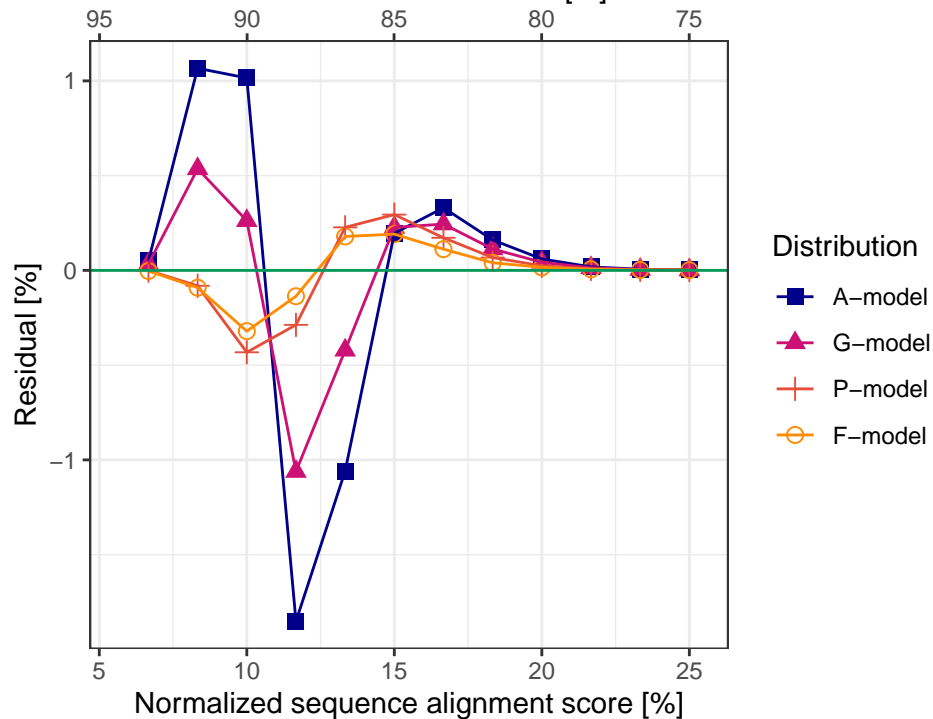 95 90 85 80 75
1
0
−1
Residual [%]
5 10 15 20 25
Normalized sequence alignment score [%]
Distribution
A−model
G−model
P−model
F−model